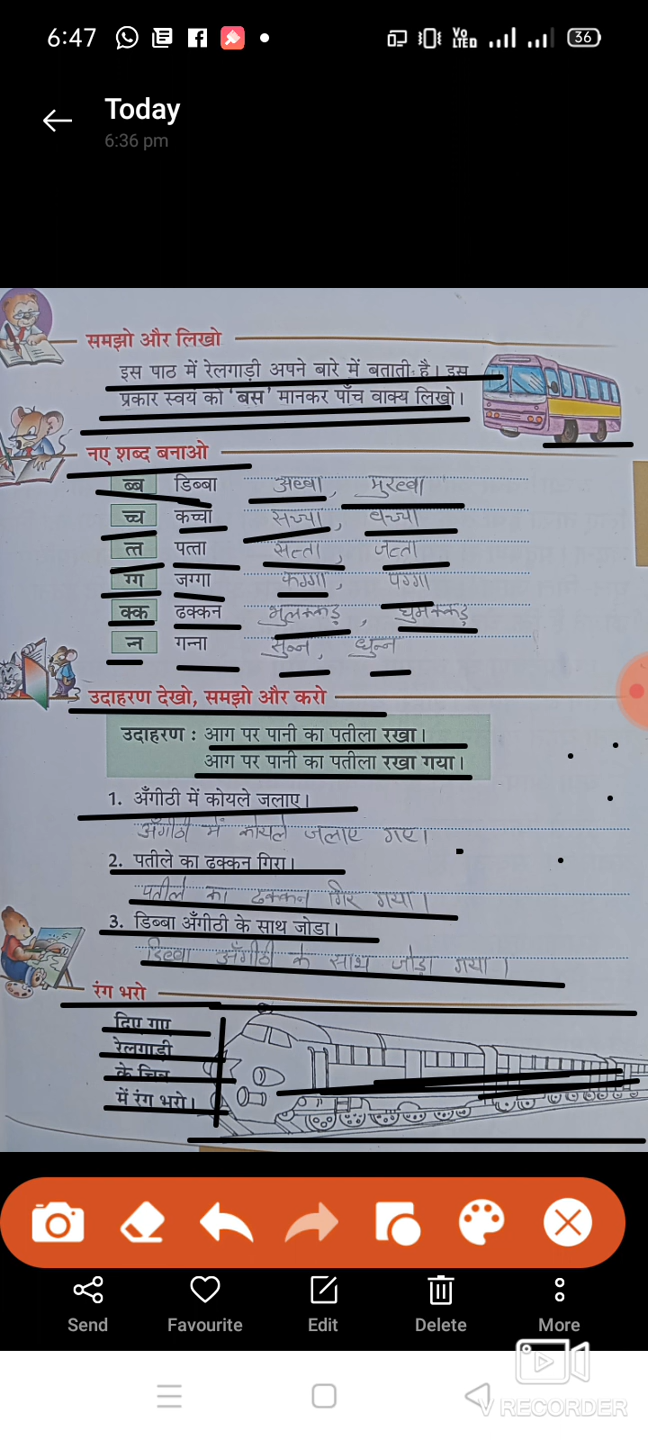 6:47 Vo LTED 36
Today
6:36 pm
समझो और लिखो
इस पाठ में रेलगाड़ी अपने बारे में बताती है। इस
प्रकार स्वयं को 'बस' मानकर पाँच वाक्य लिखो।
नए शब्द बनाओ
ब्ब डिब्बा अब्बा, मुरब्बा
च्च कच्चा सच्चा, बच्चा
त्त पत्ता सत्ता, जत्ता
ग्ग जग्गा कग्गा, पग्गा
क्क ढक्कन भुलक्कड़, घुमक्कड़
न्न गन्ना मुन्न, धुन्न
उदाहरण देखो, समझो और करो
उदाहरण : आग पर पानी का पतीला रखा।
आग पर पानी का पतीला रखा गया।
1. अँगीठी में कोयले जलाए।
अँगीठी में कोयले जलाए गए।
2. पतीले का ढक्कन गिरा।
पतीले का ढक्कन गिर गया।
3. डिब्बा अँगीठी के साथ जोडा।
डिब्बा अँगीठी के साथ जोड़ा गया।
रंग भरो
दिए गए
रेलगाड़ी
के चित्र
में रंग भरो।
Send Favourite Edit Delete More
V RECORDER